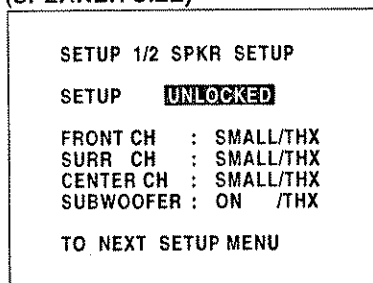 SETUP 1/2 SPKR SETUP
SETUP UNLOCKED
FRONT CH : SMALL/THX
SURR CH : SMALL/THX
CENTER CH : SMALL/THX
SUBWOOFER : ON /THX
TO NEXT SETUP MENU